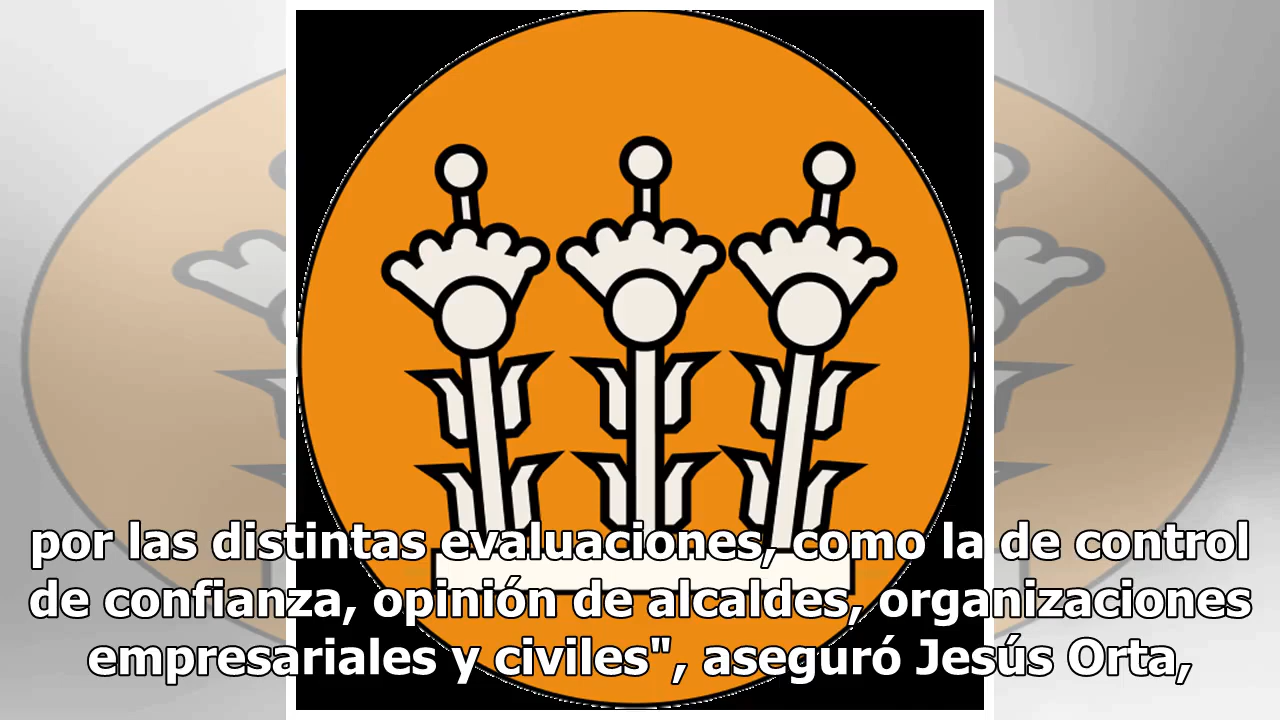 por las distintas evaluaciones, como la de control
de confianza, opinión de alcaldes, organizaciones
empresariales y civiles", aseguró Jesús Orta,